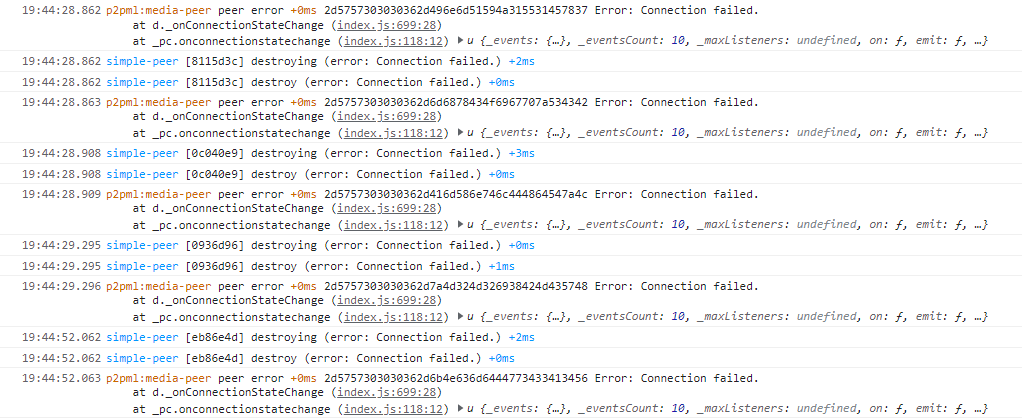 19:44:28.862 p2pml:media-peer peer error +0ms 2d5757303030362d496e6d51594a315531457837 Error: Connection failed.
at d._onConnectionStateChange (index.js:699:28)
at _pc.onconnectionstatechange (index.js:118:12) ▶ u {_events: {…}, _eventsCount: 10, _maxListeners: undefined, on: ƒ, emit: ƒ, …}
19:44:28.862 simple-peer [8115d3c] destroying (error: Connection failed.) +2ms
19:44:28.862 simple-peer [8115d3c] destroy (error: Connection failed.) +0ms
19:44:28.863 p2pml:media-peer peer error +0ms 2d5757303030362d6d6878434f6967707a534342 Error: Connection failed.
at d._onConnectionStateChange (index.js:699:28)
at _pc.onconnectionstatechange (index.js:118:12) ▶ u {_events: {…}, _eventsCount: 10, _maxListeners: undefined, on: ƒ, emit: ƒ, …}
19:44:28.908 simple-peer [0c040e9] destroying (error: Connection failed.) +3ms
19:44:28.908 simple-peer [0c040e9] destroy (error: Connection failed.) +0ms
19:44:28.909 p2pml:media-peer peer error +0ms 2d5757303030362d416d586e746c444864547a4c Error: Connection failed.
at d._onConnectionStateChange (index.js:699:28)
at _pc.onconnectionstatechange (index.js:118:12) ▶ u {_events: {…}, _eventsCount: 10, _maxListeners: undefined, on: ƒ, emit: ƒ, …}
19:44:29.295 simple-peer [0936d96] destroying (error: Connection failed.) +0ms
19:44:29.295 simple-peer [0936d96] destroy (error: Connection failed.) +1ms
19:44:29.296 p2pml:media-peer peer error +0ms 2d5757303030362d7a4d324d326938424d435748 Error: Connection failed.
at d._onConnectionStateChange (index.js:699:28)
at _pc.onconnectionstatechange (index.js:118:12) ▶ u {_events: {…}, _eventsCount: 10, _maxListeners: undefined, on: ƒ, emit: ƒ, …}
19:44:52.062 simple-peer [eb86e4d] destroying (error: Connection failed.) +2ms
19:44:52.062 simple-peer [eb86e4d] destroy (error: Connection failed.) +0ms
19:44:52.063 p2pml:media-peer peer error +0ms 2d5757303030362d6b4e636d6444773433413456 Error: Connection failed.
at d._onConnectionStateChange (index.js:699:28)
at _pc.onconnectionstatechange (index.js:118:12) ▶ u {_events: {…}, _eventsCount: 10, _maxListeners: undefined, on: ƒ, emit: ƒ, …}